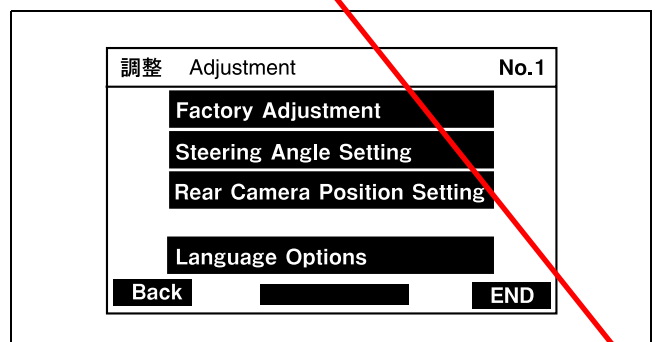 調整 Adjustment No.1
Factory Adjustment
Steering Angle Setting
Rear Camera Position Setting
Language Options
Back END